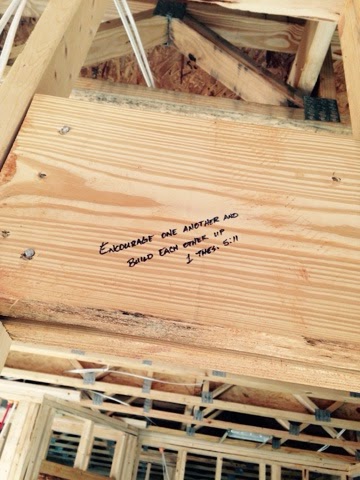 ENCOURAGE ONE ANOTHER AND
BUILD EACH OTHER UP
1 THES. 5:11